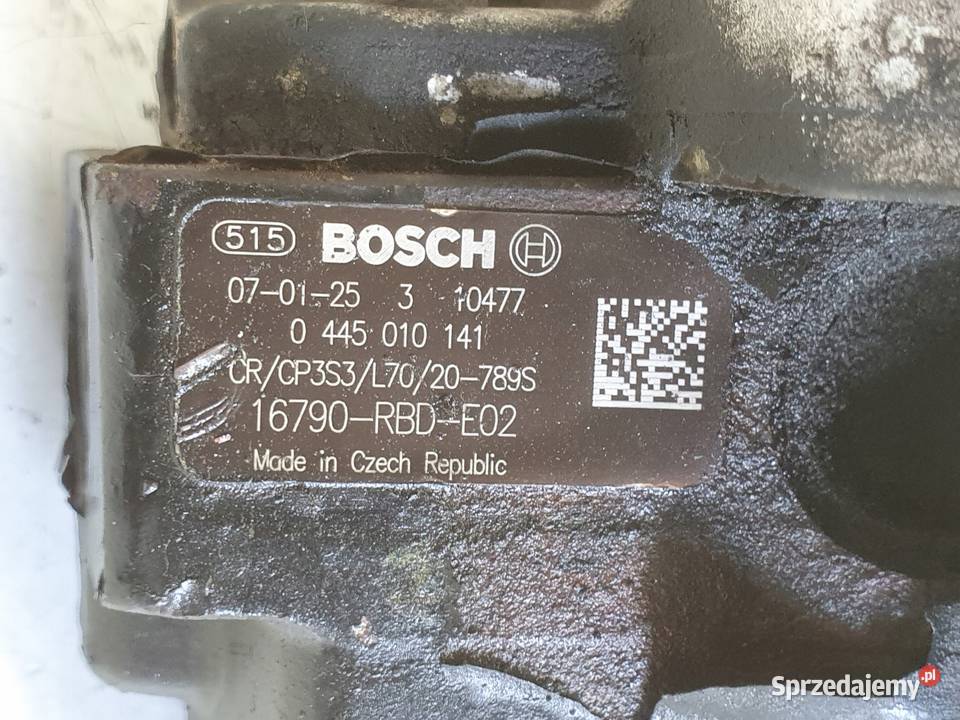 515 BOSCH
07-01-25 3 10477
0 445 010 141
CR/CP3S3/L70/20-789S
16790-RBD-E02
Made in Czech Republic
Sprzedajemy.pl